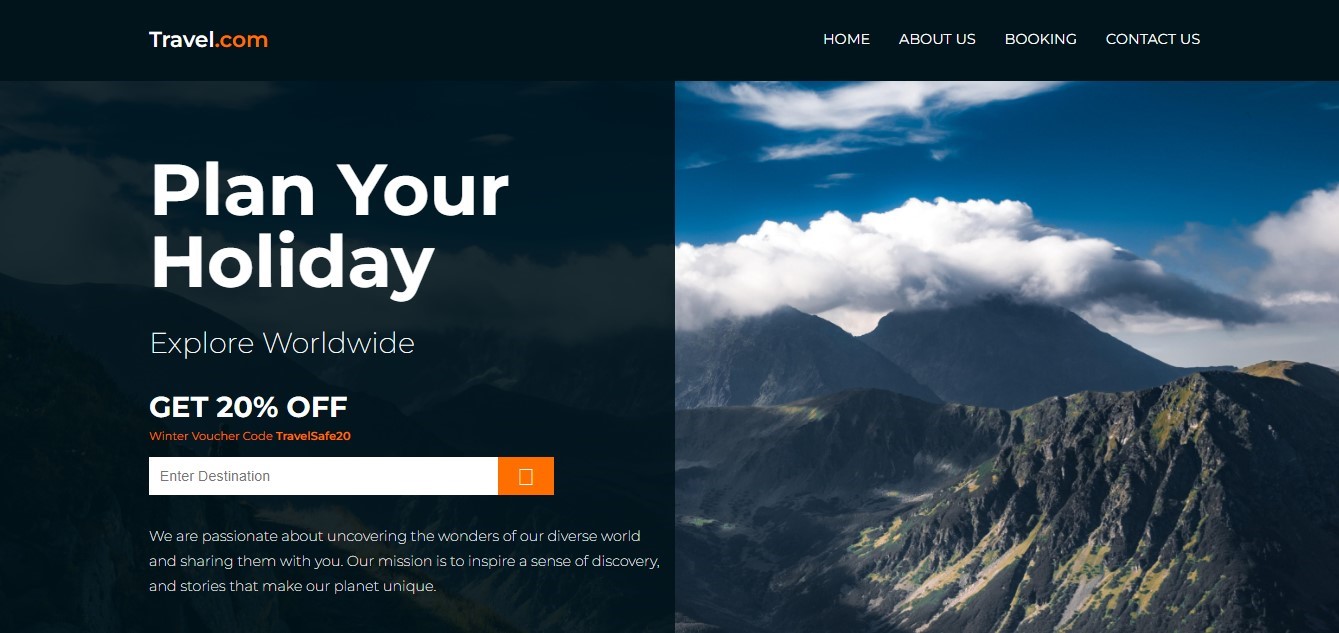 Travel.com
HOME ABOUT US BOOKING CONTACT US
Plan Your
Holiday
Explore Worldwide
GET 20% OFF
Winter Voucher Code TravelSafe20
Enter Destination
We are passionate about uncovering the wonders of our diverse world
and sharing them with you. Our mission is to inspire a sense of discovery,
and stories that make our planet unique.